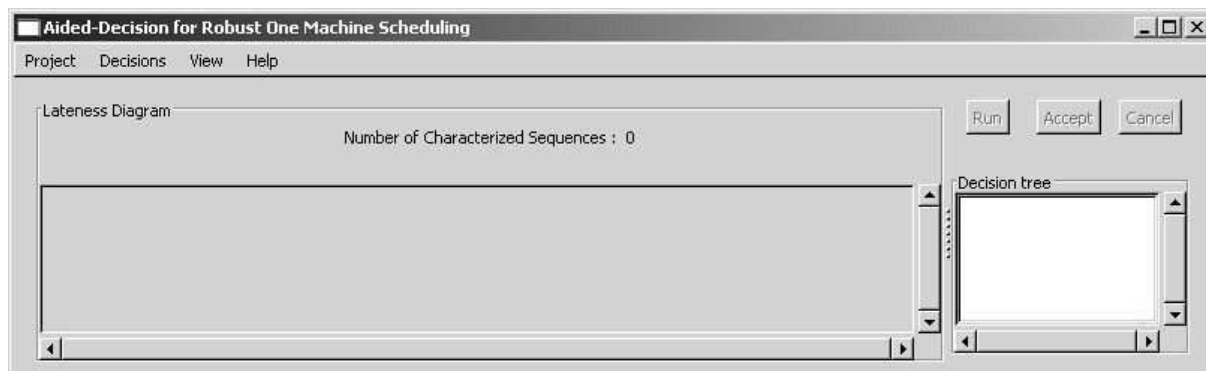 Aided-Decision for Robust One Machine Scheduling
Project Decisions View Help
Lateness Diagram
Number of Characterized Sequences : 0
Run Accept Cancel
Decision tree